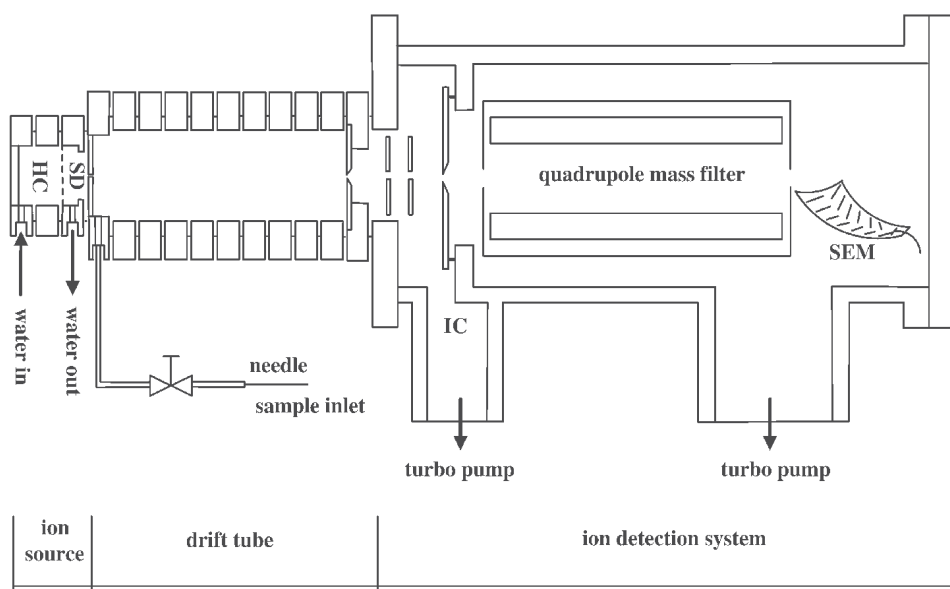 HC
SD
quadrupole mass filter
SEM
IC
water in
water out
needle
sample inlet
turbo pump
turbo pump
ion
source
drift tube
ion detection system